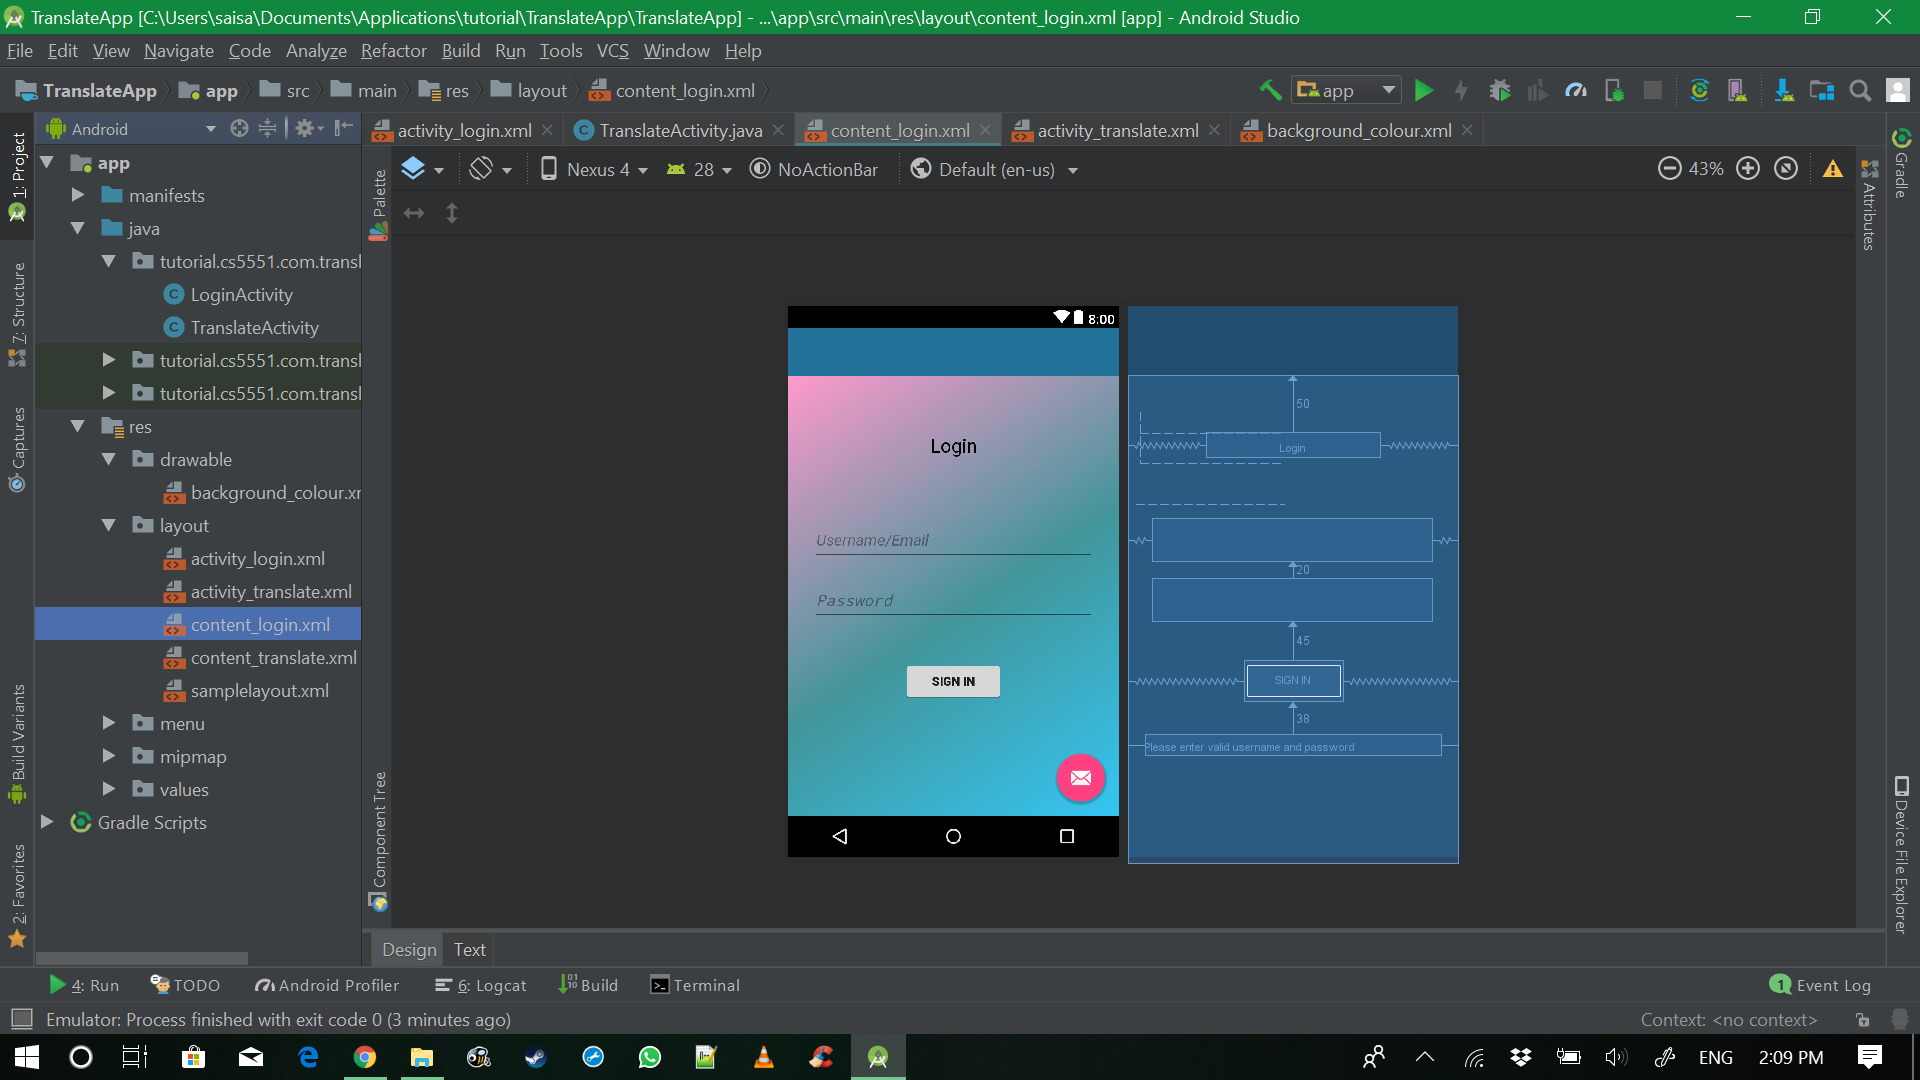 TranslateApp [C:\Users\saisa\Documents\Applications\tutorial\TranslateApp\TranslateApp] - ...\app\src\main\res\layout\content_login.xml [app] - Android Studio
File Edit View Navigate Code Analyze Refactor Build Run Tools VCS Window Help
TranslateApp app src main res layout content_login.xml app
Android
activity_login.xml TranslateActivity.java content_login.xml activity_translate.xml background_colour.xml
Nexus 4 28 NoActionBar Default (en-us) 43%
1: Project
7: Structure
Captures
Build Variants
2: Favorites
app
manifests
java
tutorial.cs5551.com.transl
LoginActivity
TranslateActivity
tutorial.cs5551.com.transl
tutorial.cs5551.com.transl
res
drawable
background_colour.xr
layout
activity_login.xml
activity_translate.xml
content_login.xml
content_translate.xml
samplelayout.xml
menu
mipmap
values
Gradle Scripts
Palette
Component Tree
8:00
Login
Username/Email
Password
SIGN IN
50
Login
20
45
SIGN IN
38
Please enter valid username and password
Attributes
Gradle
Device File Explorer
Design Text
4: Run TODO Android Profiler 6: Logcat Build Terminal 1 Event Log
Emulator: Process finished with exit code 0 (3 minutes ago) Context: <no context>
ENG 2:09 PM